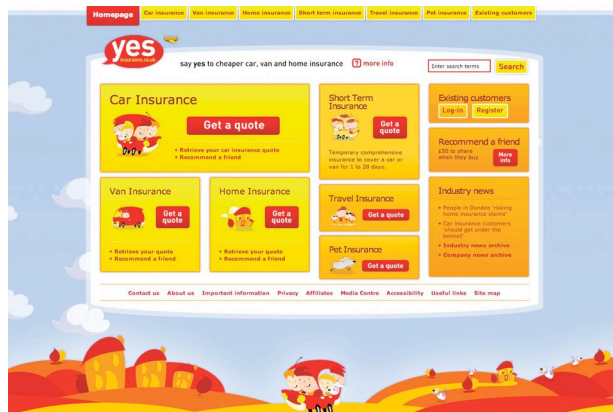 Homepage
Car insurance
Van insurance
Home insurance
Short term insurance
Travel insurance
Pet insurance
Existing customers
yes
insurance.co.uk
say yes to cheaper car, van and home insurance
? more info
Enter search terms
Search
Car Insurance
Get a quote
• Retrieve your car insurance quote
• Recommend a friend
Short Term
Insurance
Get a
quote
Temporary comprehensive
insurance to cover a car or
van for 1 to 28 days.
Existing customers
Log-in
Register
Recommend a friend
£50 to share
when they buy
More
info
Van Insurance
Get a
quote
• Retrieve your quote
• Recommend a friend
Home Insurance
Get a
quote
• Retrieve your quote
• Recommend a friend
Travel Insurance
Get a quote
Pet Insurance
Get a quote
Industry news
• People in Dundee 'risking
home insurance claims'
• Car insurance customers
'should get under the
bonnet'
• Industry news archive
• Company news archive
Contact us
About us
Important information
Privacy
Affiliates
Media Centre
Accessibility
Useful links
Site map